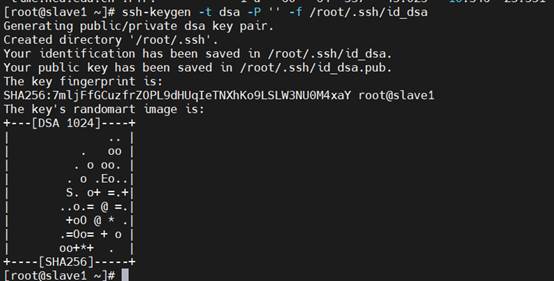 [root@slave1 ~]# ssh-keygen -t dsa -P '' -f /root/.ssh/id_dsa
Generating public/private dsa key pair.
Created directory '/root/.ssh'.
Your identification has been saved in /root/.ssh/id_dsa.
Your public key has been saved in /root/.ssh/id_dsa.pub.
The key fingerprint is:
SHA256:7mljFfGCuzfrZOPL9dHUqIeTNXhKo9LSLW3NU0M4xaY root@slave1
The key's randomart image is:
+---[DSA 1024]----+
|              .. |
|          .   oo |
|         . o oo. |
|        . o .Eo..|
|        S. o+ =.+|
|       ..o.= @ =.|
|        +oO @ * .|
|       .=Oo= + o |
|       oo+*+  .  |
+----[SHA256]-----+
[root@slave1 ~]#